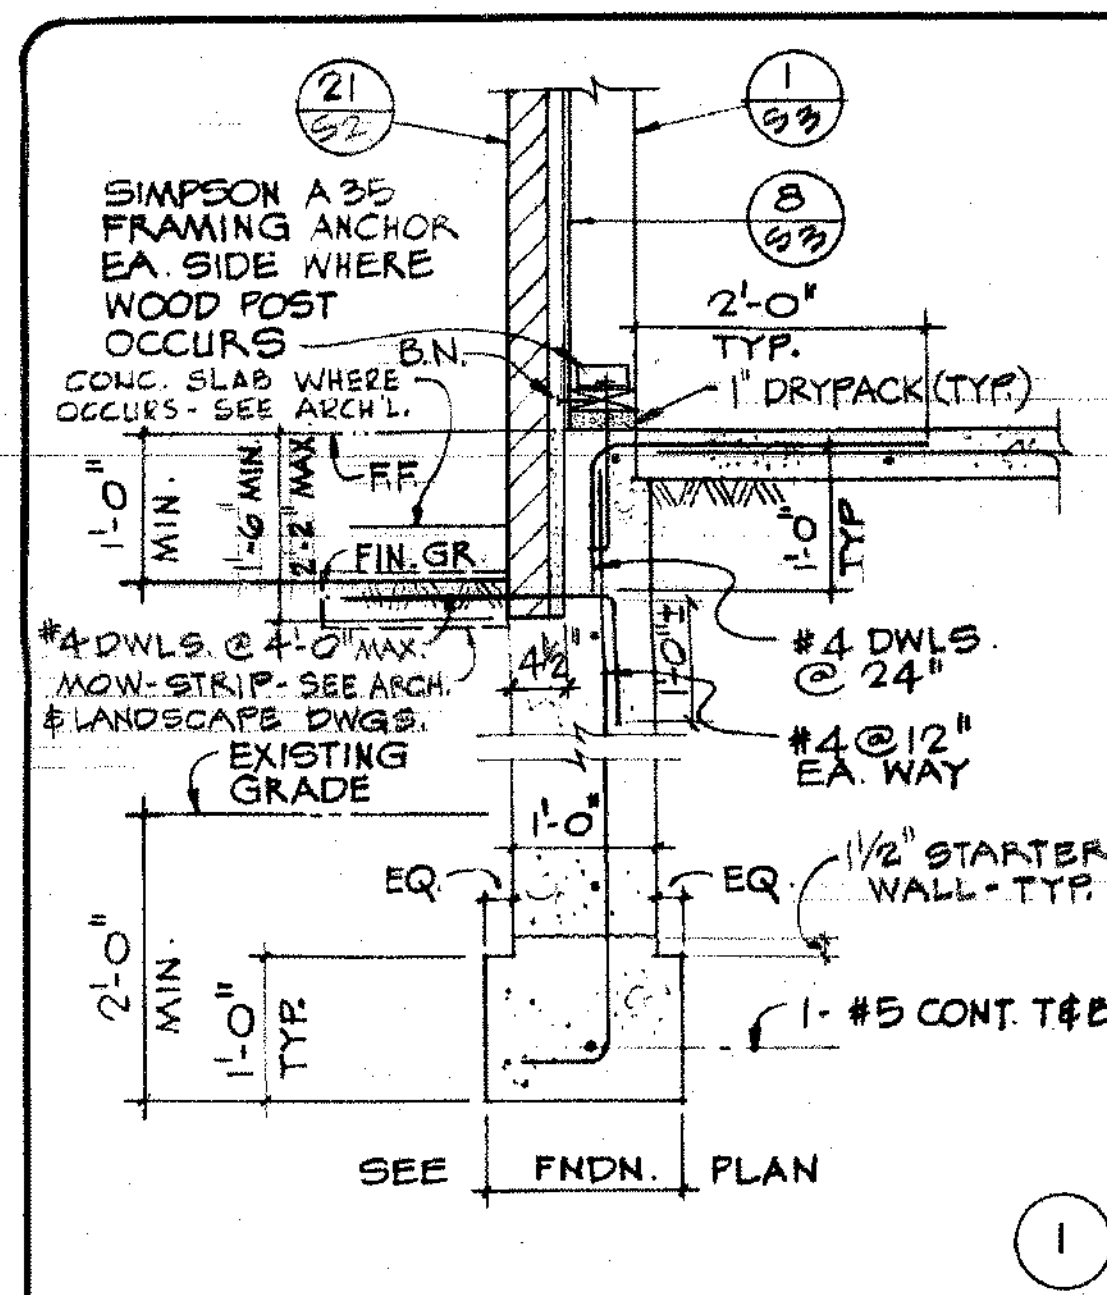 21
S2
1
S3
8
S3
SIMPSON A35
FRAMING ANCHOR
EA. SIDE WHERE
WOOD POST
OCCURS
B.N.
CONC. SLAB WHERE
OCCURS - SEE ARCH'L.
2'-0"
TYP.
1" DRYPACK (TYP.)
1'-0"
MIN.
1'-6" MIN.
2'-2" MAX
FF
FIN. GR.
1'-0"
TYP
#4 DWLS. @ 4'-0" MAX.
MOW-STRIP - SEE ARCH.
& LANDSCAPE DWGS.
4½"
1'-0"±
#4 DWLS.
@ 24"
#4 @ 12"
EA. WAY
EXISTING
GRADE
1'-0"
EQ.
EQ.
1 1/2" STARTER
WALL - TYP.
2'-0"
MIN.
1'-0"
TYP.
1- #5 CONT. T&B
SEE FNDN. PLAN
1